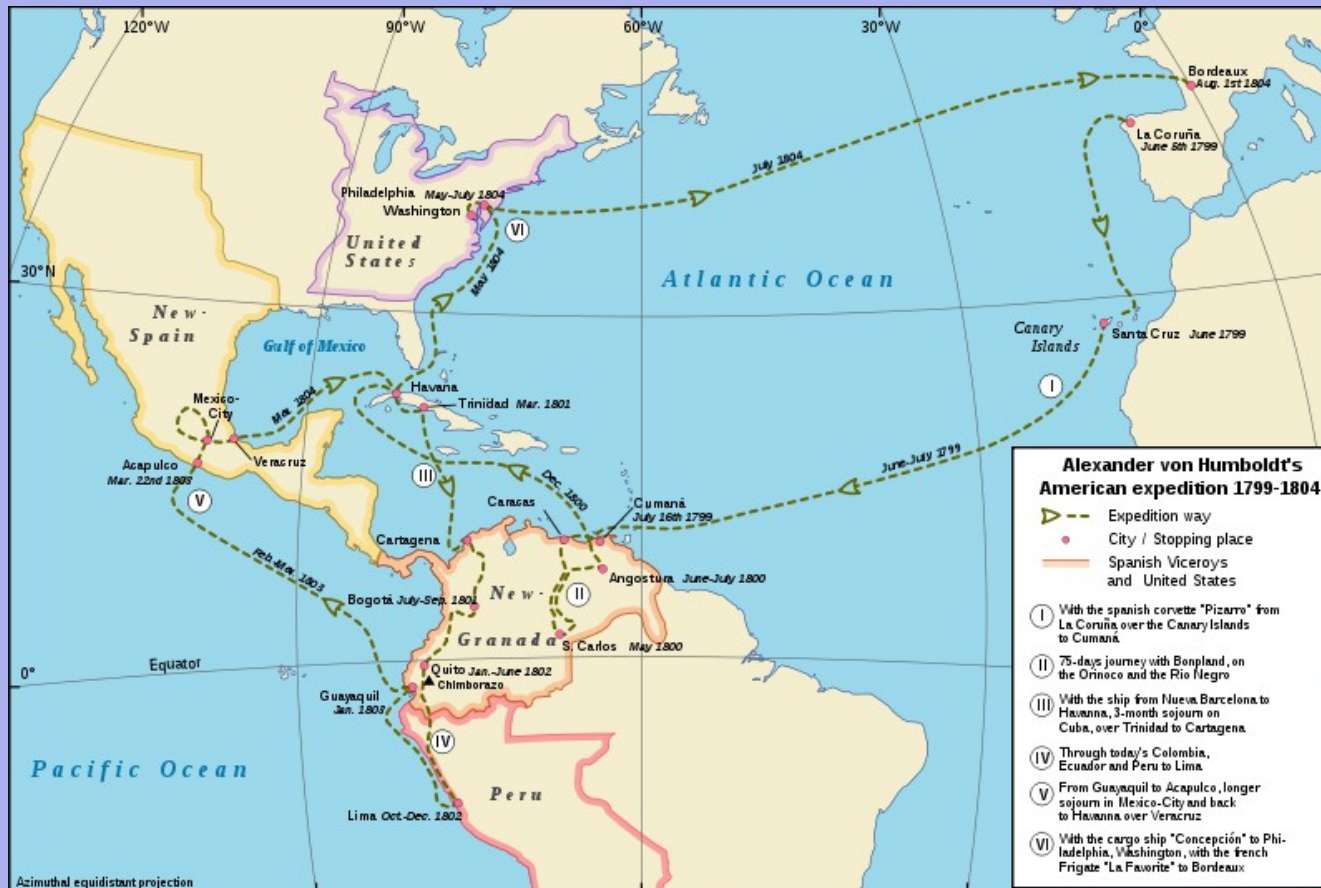 120°W
90°W
60°W
30°W
0°
Bordeaux
Aug. 1st 1804
La Coruña
June 5th 1799
July 1804
Philadelphia
May-July 1804
Washington
VI
United
States
May 1804
30°N
Atlantic Ocean
New-
Spain
Gulf of Mexico
Canary
Islands
Santa Cruz June 1799
I
Havana
Mexico-
City
Mar. 1804
Trinidad Mar. 1801
Veracruz
Acapulco
Mar. 22nd 1803
V
III
Dec. 1800
June-July 1799
Caracas
Cumaná
July 16th 1799
Cartagena
Feb.-Mar. 1803
Angostura June-July 1800
II
Bogotá July-Sep. 1801
New-
Granada
S. Carlos May 1800
Equator
0°
Quito Jan.-June 1802
Chimborazo
Guayaquil
Jan. 1803
IV
Pacific Ocean
Peru
Lima Oct-Dec. 1802
Azimuthal equidistant projection
Alexander von Humboldt's
American expedition 1799-1804
Expedition way
City / Stopping place
Spanish Viceroys
and United States
I With the spanish corvette "Pizarro" from
La Coruña over the Canary Islands
to Cumaná
II 75-days journey with Bonpland, on
the Orinoco and the Rio Negro
III With the ship from Nueva Barcelona to
Havanna, 3-month sojourn on
Cuba, over Trinidad to Cartagena
IV Through today's Colombia,
Ecuador and Peru to Lima
V From Guayaquil to Acapulco, longer
sojourn in Mexico-City and back
to Havanna over Veracruz
VI With the cargo ship "Concepción" to Phi-
ladelphia, Washington, with the french
Frigate "La Favorite" to Bordeaux